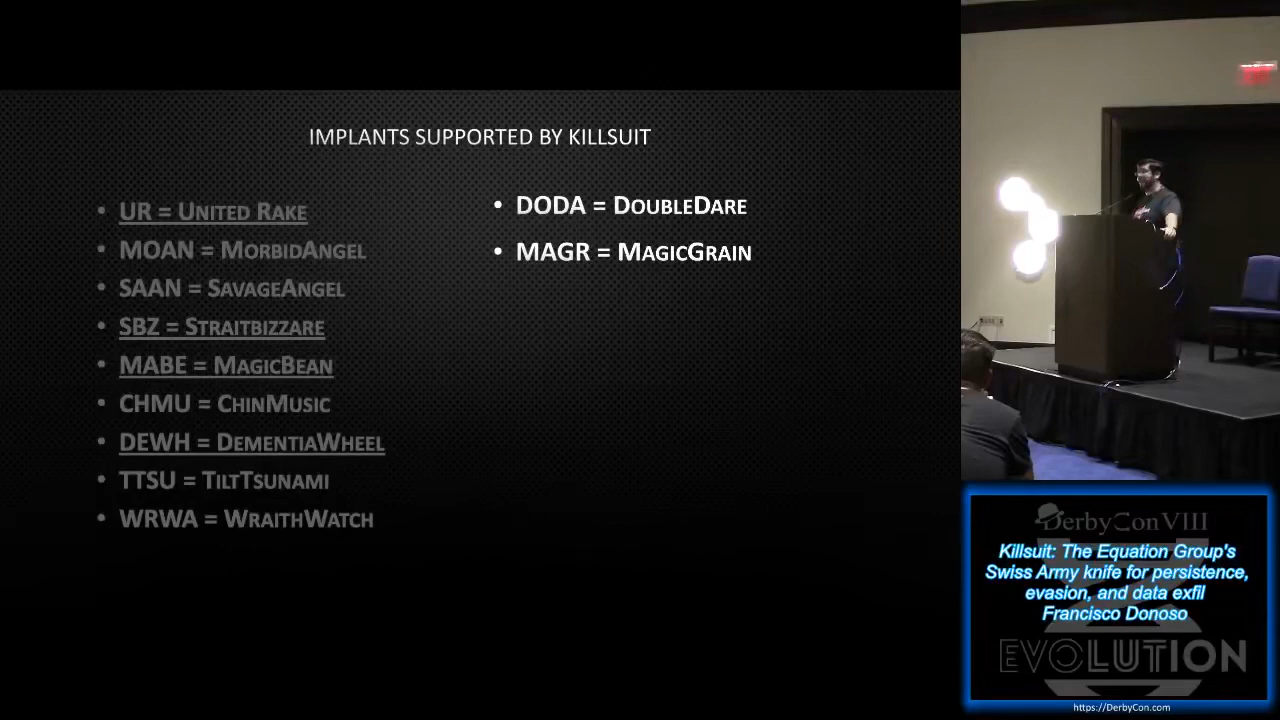 IMPLANTS SUPPORTED BY KILLSUIT
• UR = UNITED RAKE
• MOAN = MORBIDANGEL
• SAAN = SAVAGEANGEL
• SBZ = STRAITBIZZARE
• MABE = MAGICBEAN
• CHMU = CHINMUSIC
• DEWH = DEMENTIAWHEEL
• TTSU = TILTTSUNAMI
• WRWA = WRAITHWATCH
• DODA = DOUBLEDARE
• MAGR = MAGICGRAIN
DerbyCon VIII
Killsuit: The Equation Group's
Swiss Army knife for persistence,
evasion, and data exfil
Francisco Donoso
EVOLUTION
https://DerbyCon.com